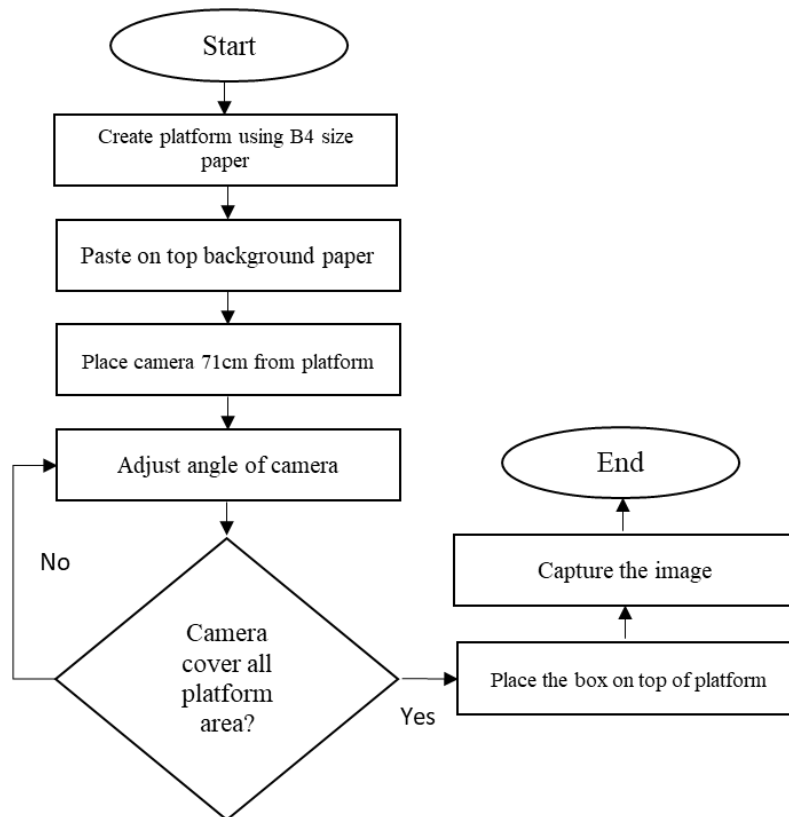 Start
Create platform using B4 size
paper
Paste on top background paper
Place camera 71cm from platform
Adjust angle of camera
No
Camera
cover all
platform
area?
Yes
Place the box on top of platform
Capture the image
End